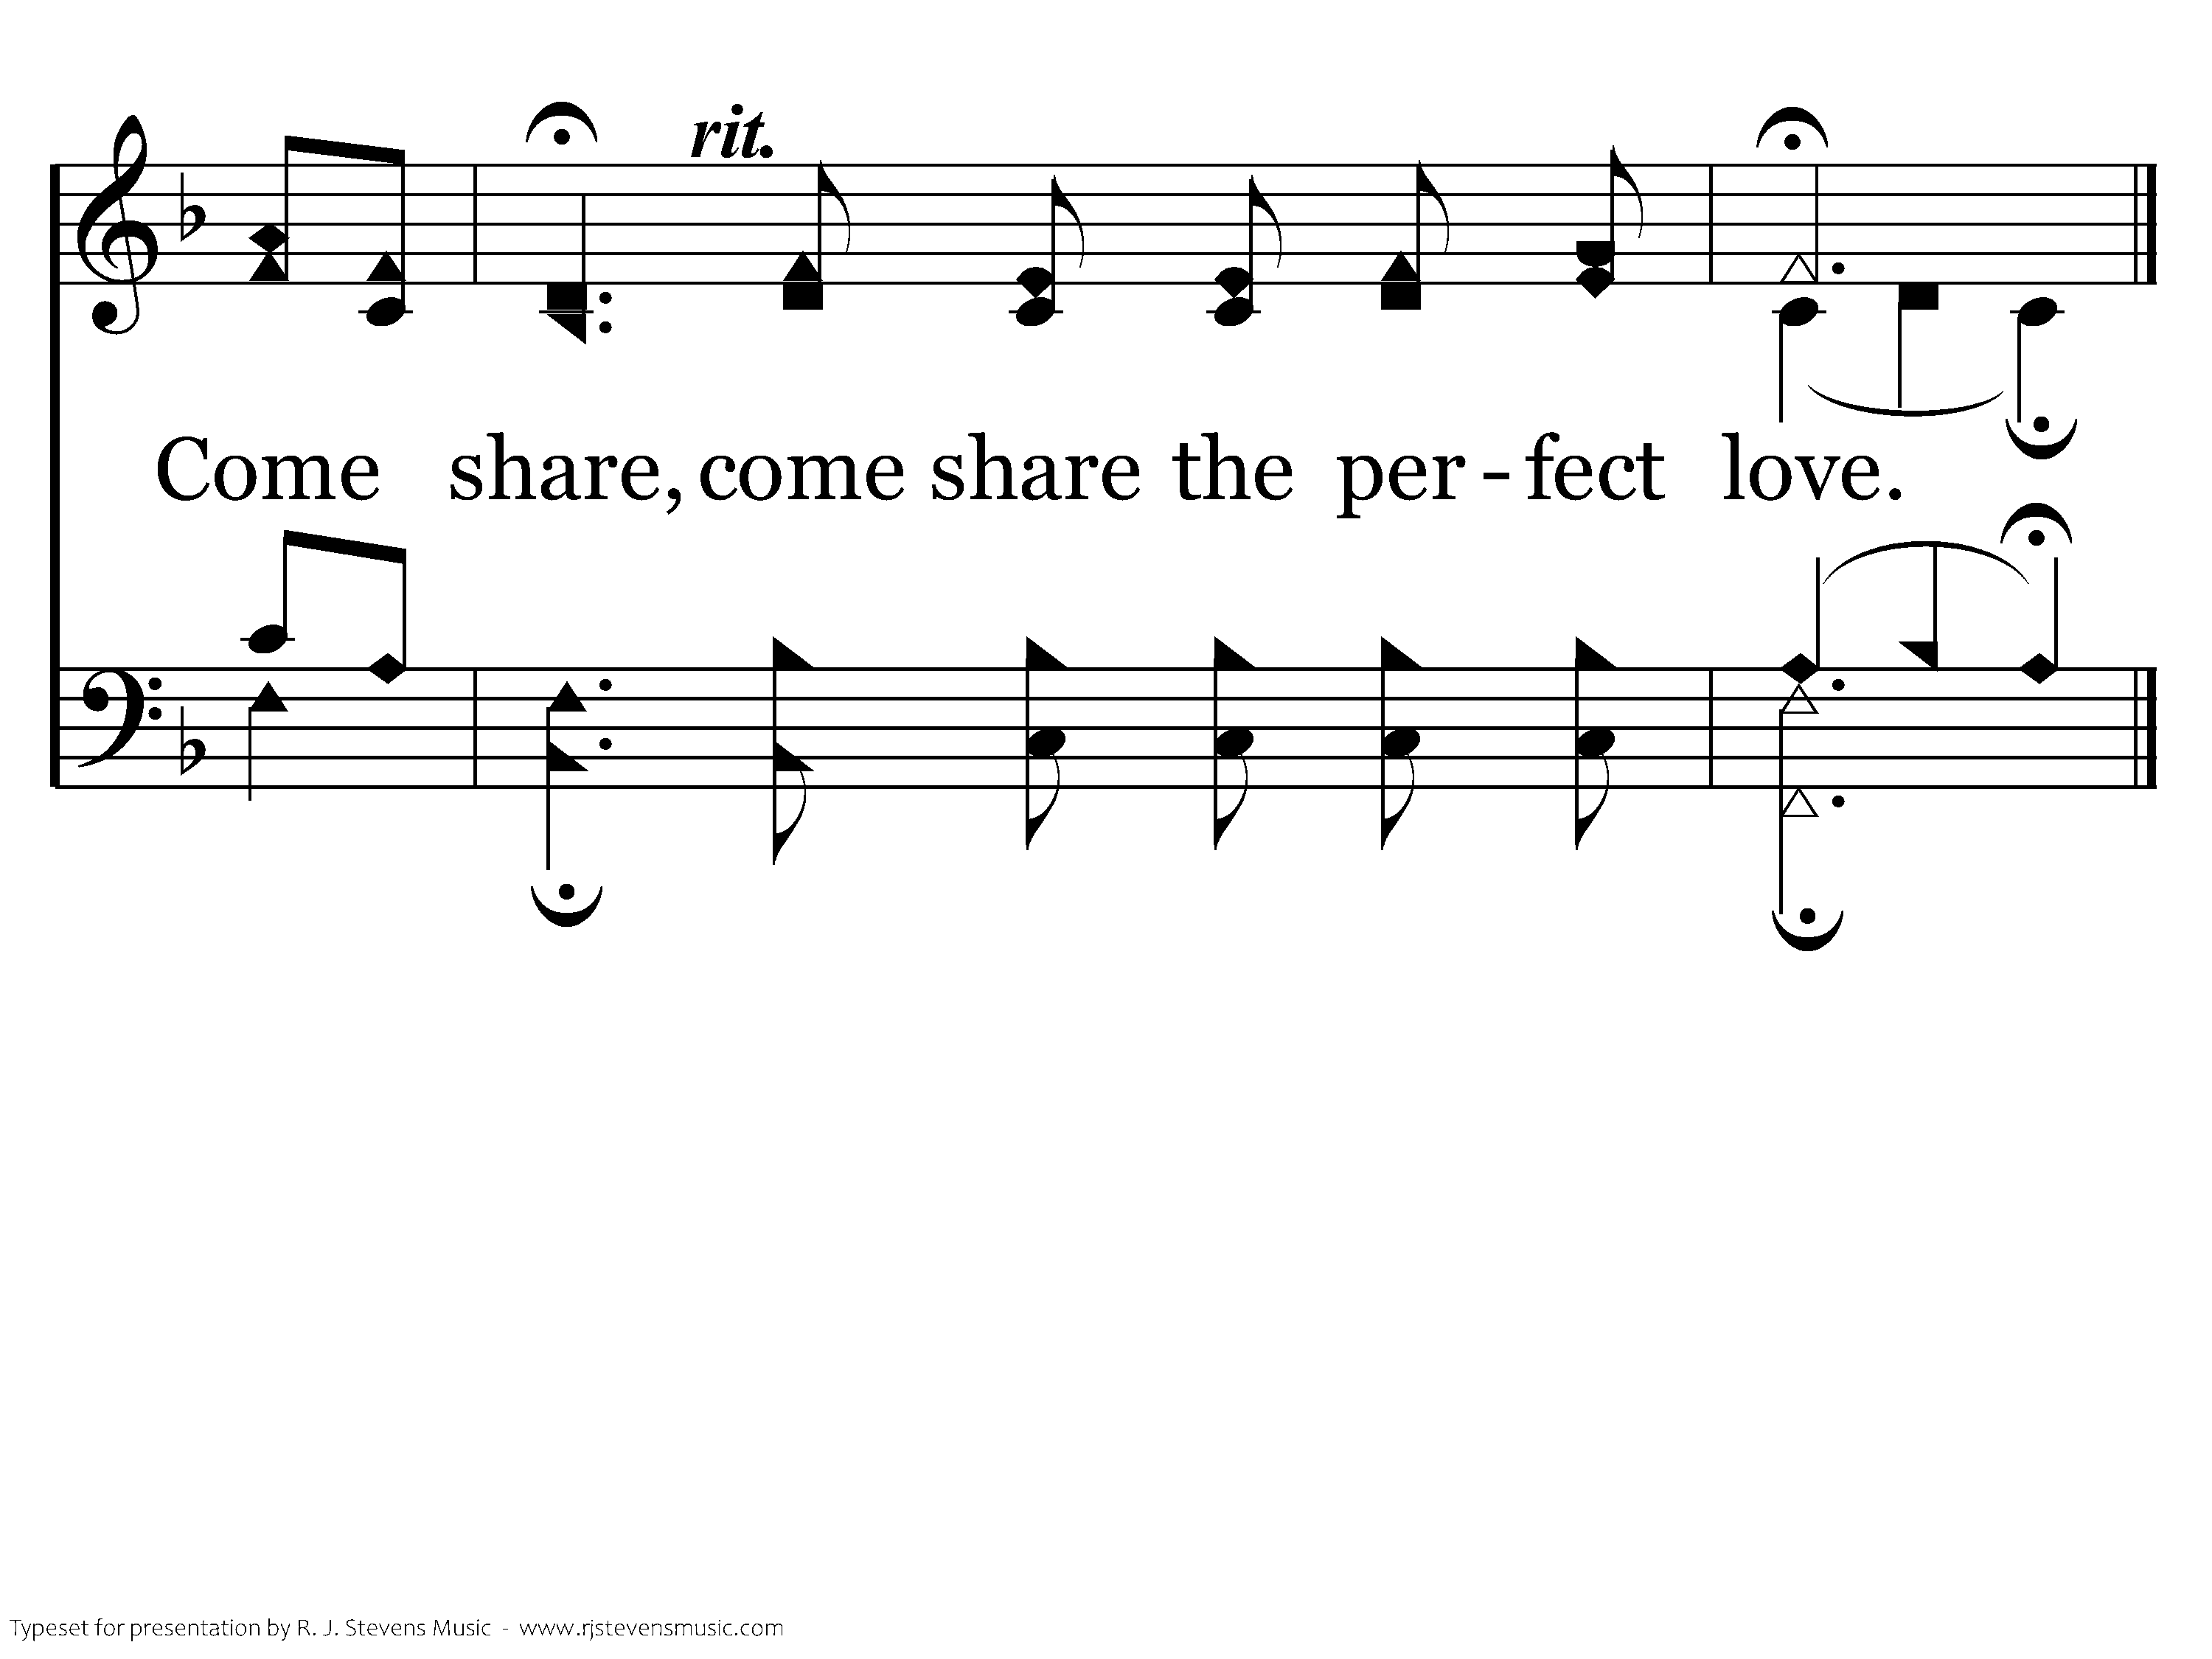 rit.
Come share, come share the per - fect love.
Typeset for presentation by R. J. Stevens Music - www.rjstevensmusic.com